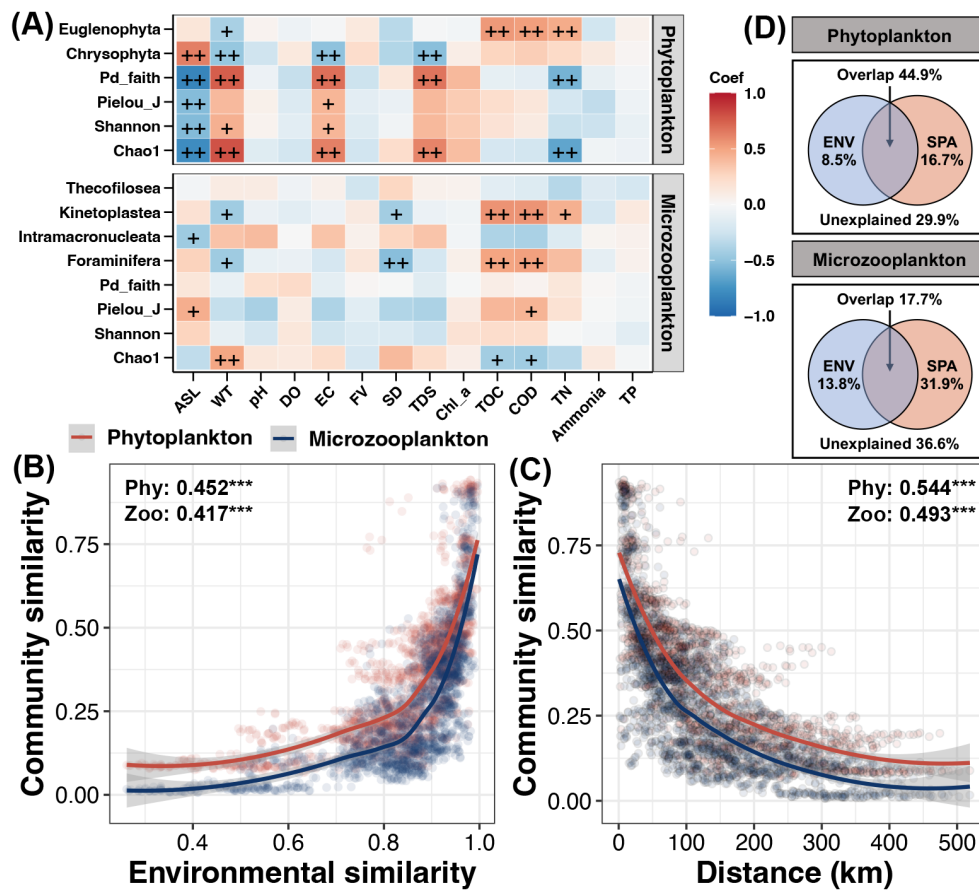 (A)
Euglenophyta + ++ ++ ++
Chrysophyta ++ ++ ++ ++
Pd_faith ++ ++ ++ ++ ++
Pielou_J ++ +
Shannon ++ + +
Chao1 ++ ++ ++ ++ ++
Phytoplankton
Thecofilosea
Kinetoplastea + + ++ ++ +
Intramacronucleata +
Foraminifera + ++ ++ ++
Pd_faith
Pielou_J + +
Shannon
Chao1 ++ + +
Microzooplankton
ASL WT pH DO EC FV SD TDS Chl_a TOC COD TN Ammonia TP
Coef
1.0
0.5
0.0
−0.5
−1.0
(D)
Phytoplankton
Overlap 44.9%
ENV
8.5%
SPA
16.7%
Unexplained 29.9%
Microzooplankton
Overlap 17.7%
ENV
13.8%
SPA
31.9%
Unexplained 36.6%
Phytoplankton Microzooplankton
(B)
Phy: 0.452***
Zoo: 0.417***
Community similarity
0.75
0.50
0.25
0.00
0.4 0.6 0.8 1.0
Environmental similarity
(C)
Phy: 0.544***
Zoo: 0.493***
Community similarity
0.75
0.50
0.25
0.00
0 100 200 300 400 500
Distance (km)